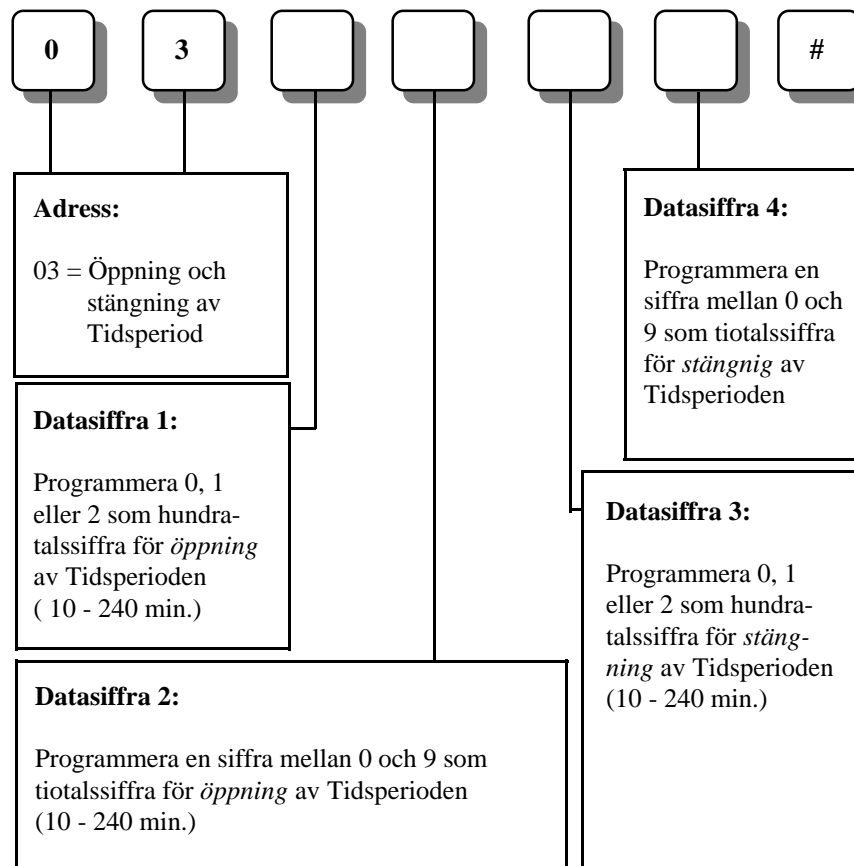 0 3 #
Adress:
03 = Öppning och
stängning av
Tidsperiod
Datasiffra 1:
Programmera 0, 1
eller 2 som hundra-
talssiffra för öppning
av Tidsperioden
( 10 - 240 min.)
Datasiffra 2:
Programmera en siffra mellan 0 och 9 som
tiotalssiffra för öppning av Tidsperioden
(10 - 240 min.)
Datasiffra 4:
Programmera en
siffra mellan 0 och
9 som tiotalssiffra
för stängnig av
Tidsperioden
Datasiffra 3:
Programmera 0, 1
eller 2 som hundra-
talssiffra för stäng-
ning av Tidsperioden
(10 - 240 min.)